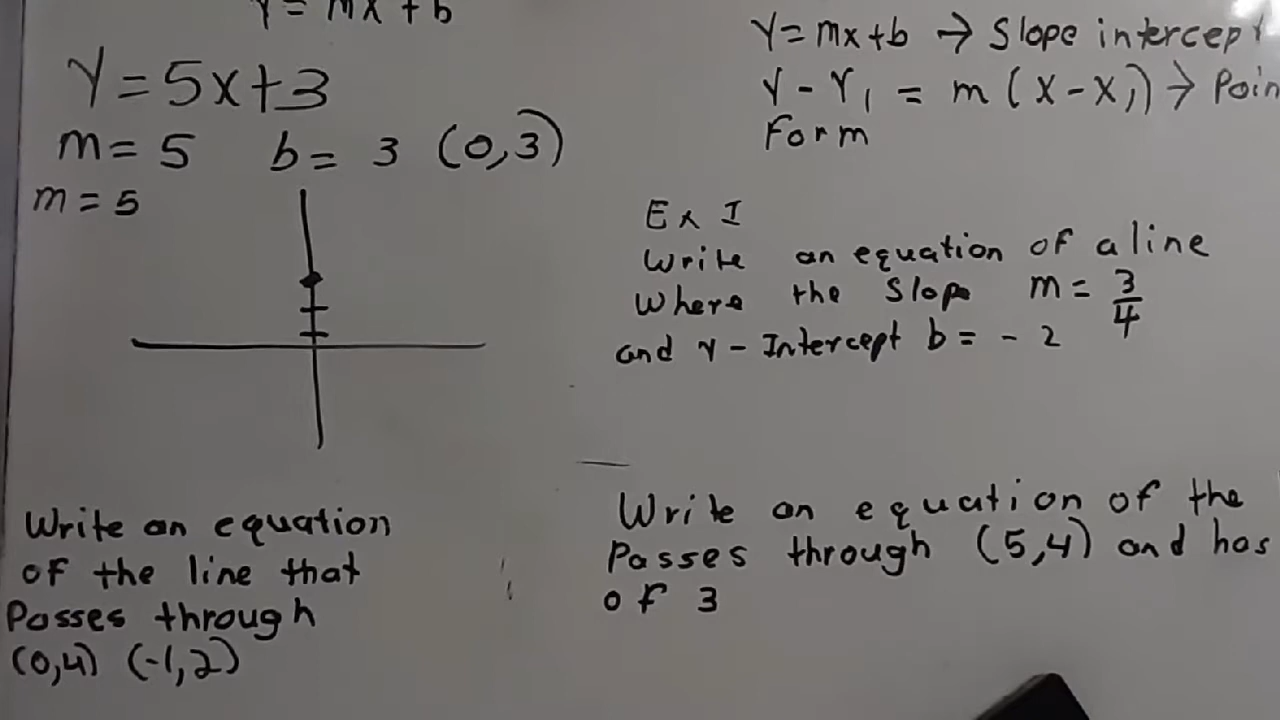 Y = mx + b
Y = 5x + 3
m = 5 b = 3 (0,3)
m = 5
Write an equation
of the line that
Passes through
(0,4) (-1,2)
Y = mx + b → Slope intercept
Y - Y₁ = m (X - X₁) → Poin
Form
Ex I
Write an equation of a line
Where the Slope m = 3/4
and Y-Intercept b = - 2
Write an equation of the
Passes through (5,4) and has
of 3